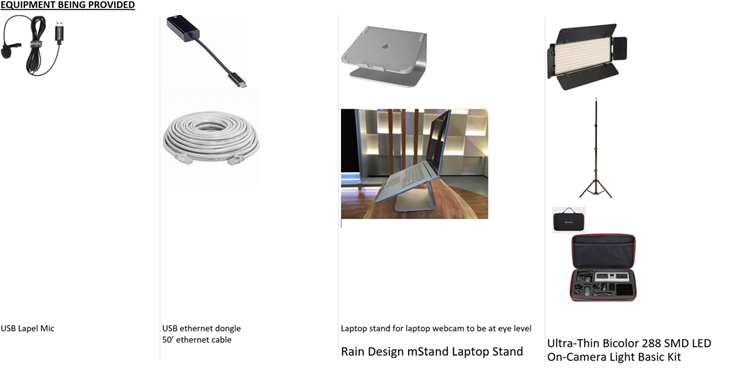 EQUIPMENT BEING PROVIDED
USB Lapel Mic
USB ethernet dongle
50' ethernet cable
Laptop stand for laptop webcam to be at eye level
Rain Design mStand Laptop Stand
Ultra-Thin Bicolor 288 SMD LED
On-Camera Light Basic Kit